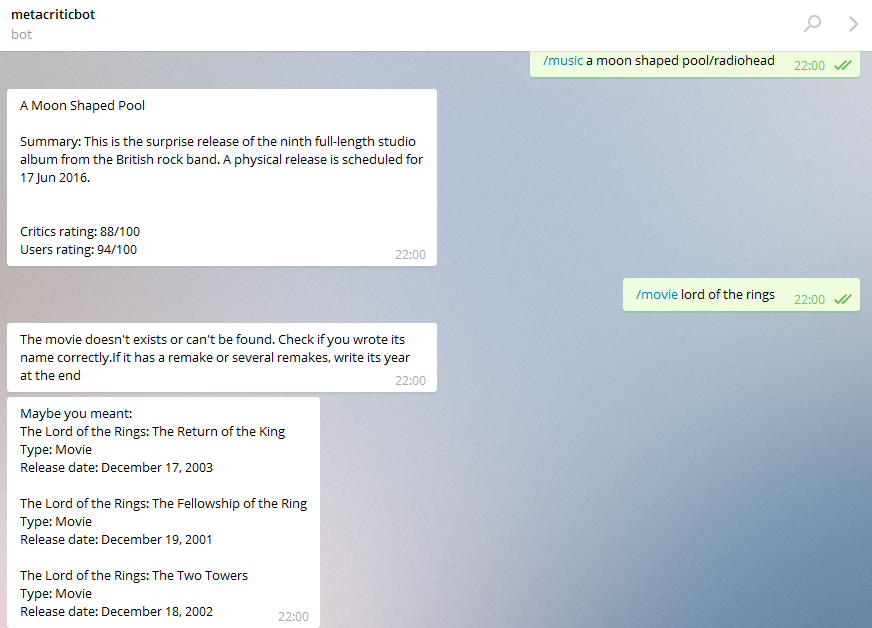 metacriticbot
bot
/music a moon shaped pool/radiohead
22:00
A Moon Shaped Pool
Summary: This is the surprise release of the ninth full-length studio
album from the British rock band. A physical release is scheduled for
17 Jun 2016.
Critics rating: 88/100
Users rating: 94/100
22:00
/movie lord of the rings
22:00
The movie doesn't exists or can't be found. Check if you wrote its
name correctly.If it has a remake or several remakes, write its year
at the end
22:00
Maybe you meant:
The Lord of the Rings: The Return of the King
Type: Movie
Release date: December 17, 2003
The Lord of the Rings: The Fellowship of the Ring
Type: Movie
Release date: December 19, 2001
The Lord of the Rings: The Two Towers
Type: Movie
Release date: December 18, 2002
22:00